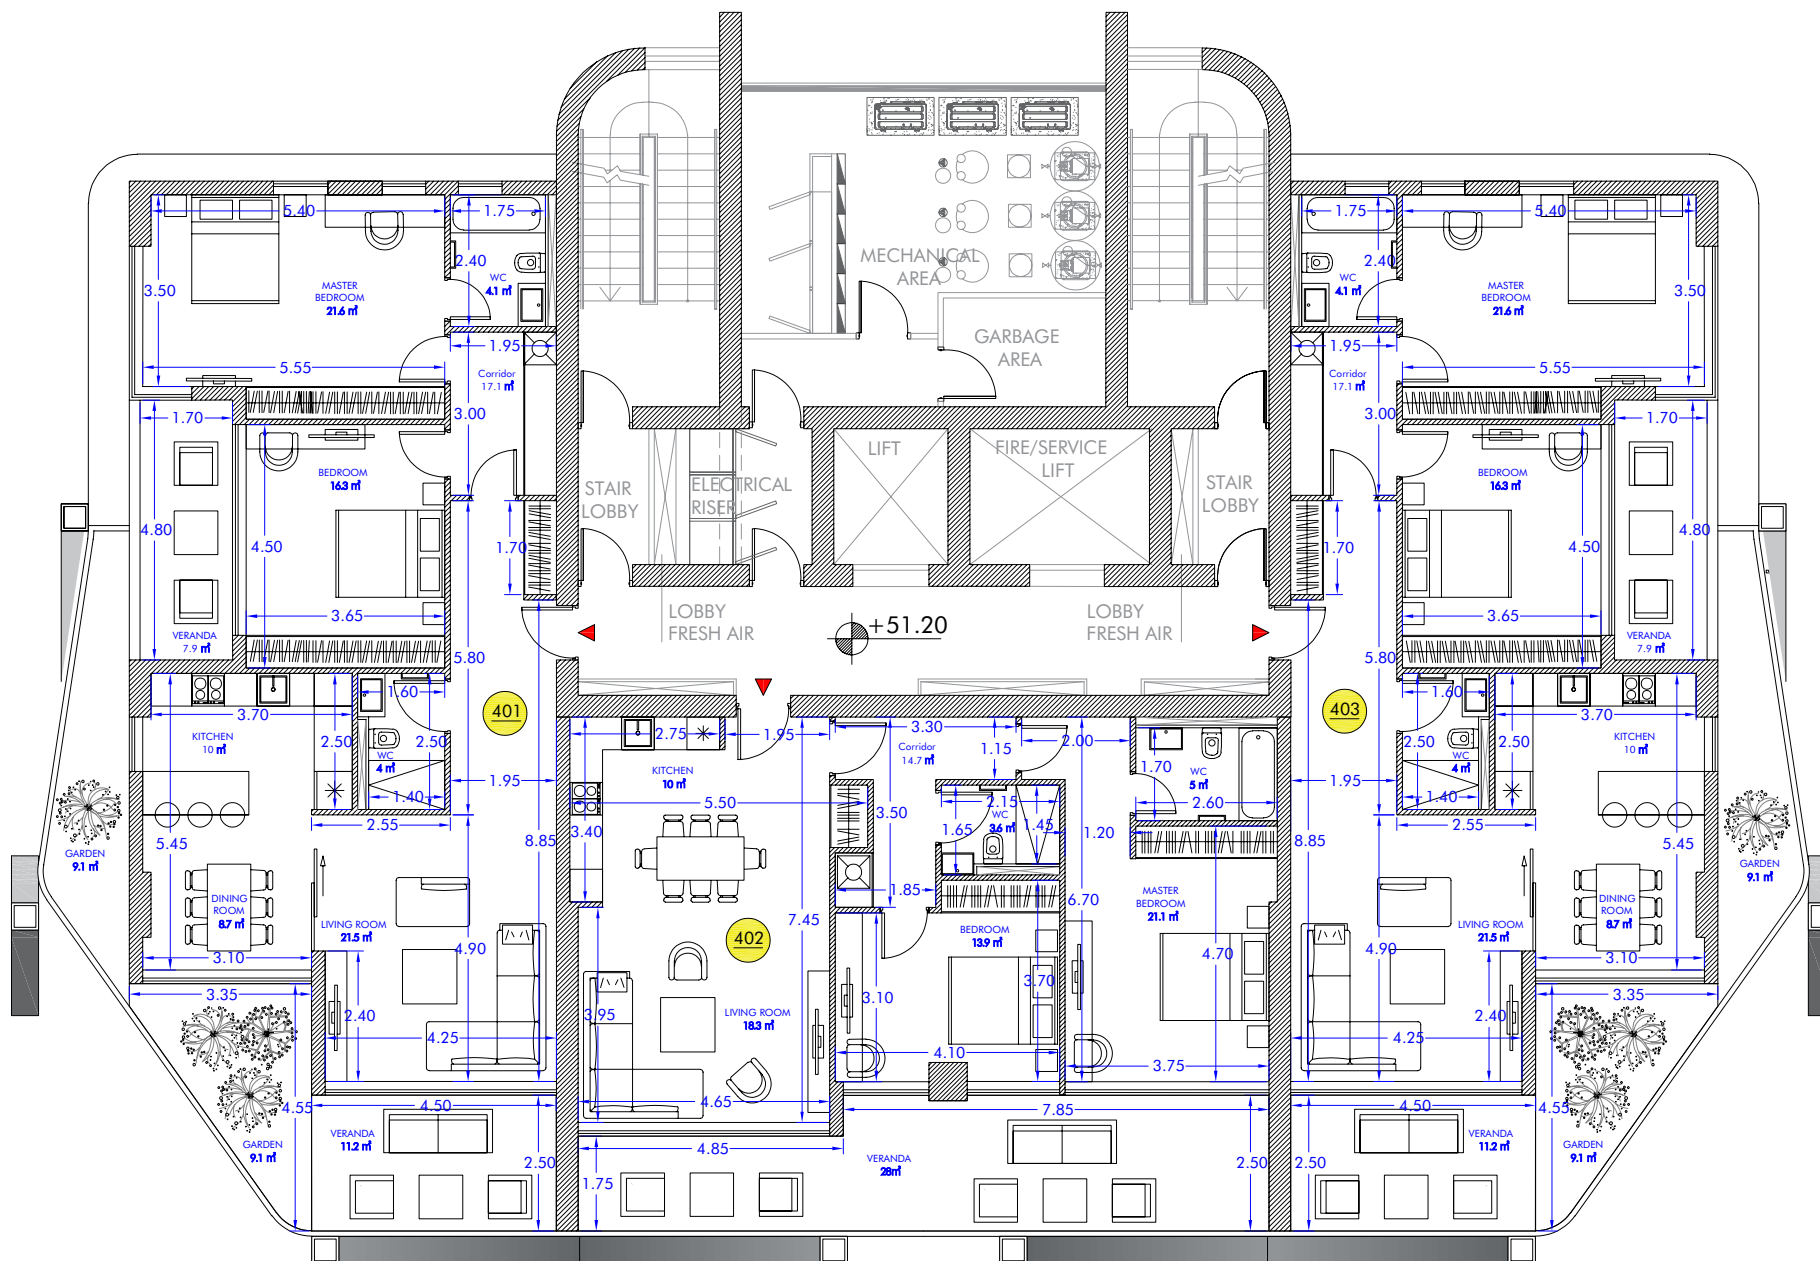 5.40
1.75
1.75
5.40
2.40
WC
4.1 ㎡
MASTER
BEDROOM
21.6 ㎡
3.50
MECHANICAL
AREA
2.40
WC
4.1 ㎡
MASTER
BEDROOM
21.6 ㎡
3.50
GARBAGE
AREA
1.95
1.95
5.55
Corridor
17.1 ㎡
Corridor
17.1 ㎡
5.55
1.70
3.00
3.00
1.70
LIFT
FIRE/SERVICE
LIFT
BEDROOM
16.3 ㎡
STAIR
LOBBY
ELECTRICAL
RISER
STAIR
LOBBY
BEDROOM
16.3 ㎡
4.80
4.50
1.70
1.70
4.50
4.80
3.65
LOBBY
FRESH AIR
+51.20
LOBBY
FRESH AIR
3.65
VERANDA
7.9 ㎡
VERANDA
7.9 ㎡
5.80
5.80
1.60
1.60
3.70
401
403
3.70
KITCHEN
10 ㎡
2.50
2.50
WC
4 ㎡
2.75
1.95
3.30
1.15
2.00
Corridor
14.7 ㎡
2.50
WC
4 ㎡
2.50
KITCHEN
10 ㎡
1.95
KITCHEN
10 ㎡
1.70
WC
5 ㎡
1.95
1.40
5.50
2.15
2.60
1.40
2.55
3.40
3.50
1.65
WC
3.6 ㎡
1.45
1.20
2.55
5.45
8.85
8.85
5.45
GARDEN
9.1 ㎡
GARDEN
9.1 ㎡
1.85
6.70
MASTER
BEDROOM
21.1 ㎡
DINING
ROOM
8.7 ㎡
LIVING ROOM
21.5 ㎡
7.45
402
BEDROOM
13.9 ㎡
LIVING ROOM
21.5 ㎡
DINING
ROOM
8.7 ㎡
3.10
4.90
4.70
4.90
3.10
3.35
3.95
3.10
3.70
3.35
2.40
LIVING ROOM
18.3 ㎡
2.40
4.25
4.10
3.75
4.25
4.55
4.50
4.65
7.85
4.50
4.55
GARDEN
9.1 ㎡
VERANDA
11.2 ㎡
4.85
VERANDA
28㎡
VERANDA
11.2 ㎡
GARDEN
9.1 ㎡
2.50
1.75
2.50
2.50